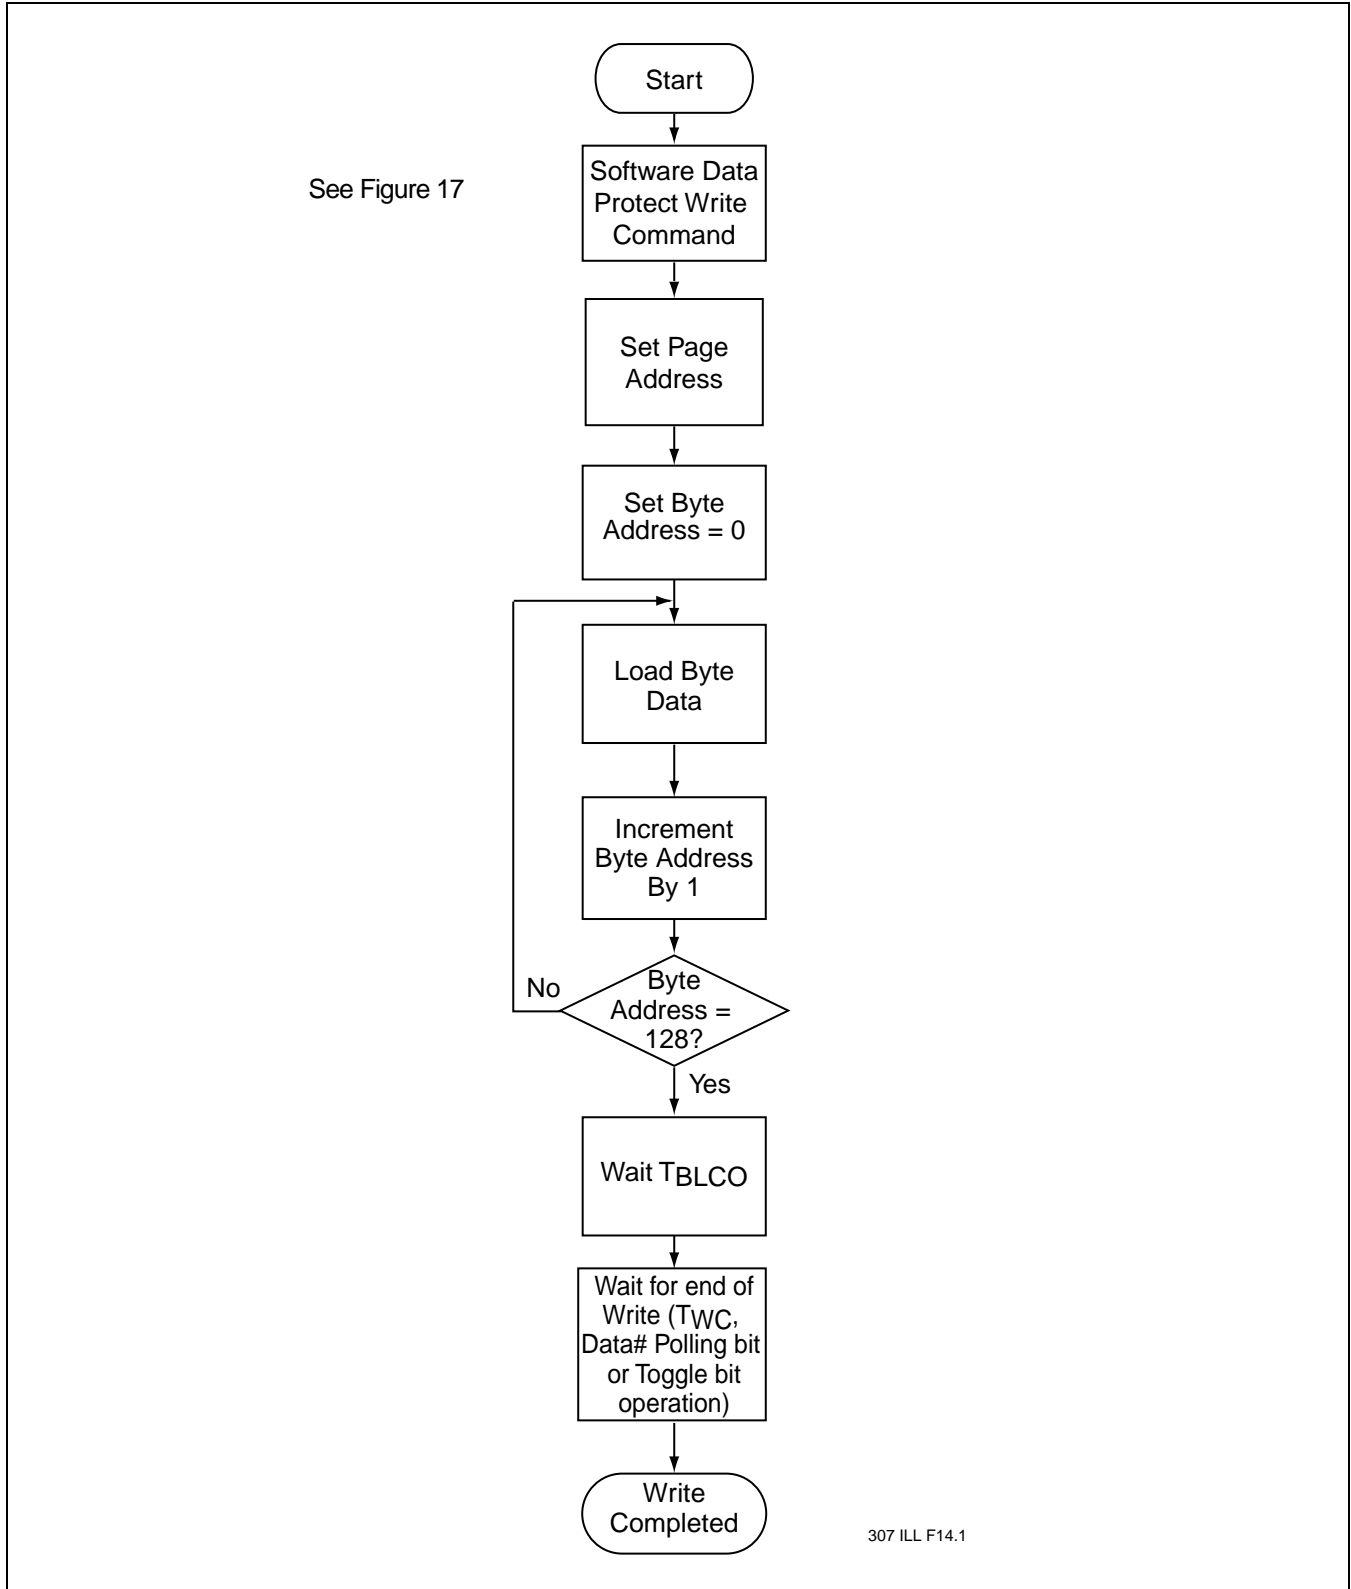 Start
See Figure 17
Software Data
Protect Write
Command
Set Page
Address
Set Byte
Address = 0
Load Byte
Data
Increment
Byte Address
By 1
No
Byte
Address =
128?
Yes
Wait TBLCO
Wait for end of
Write (TWC,
Data# Polling bit
or Toggle bit
operation)
Write
Completed
307 ILL F14.1